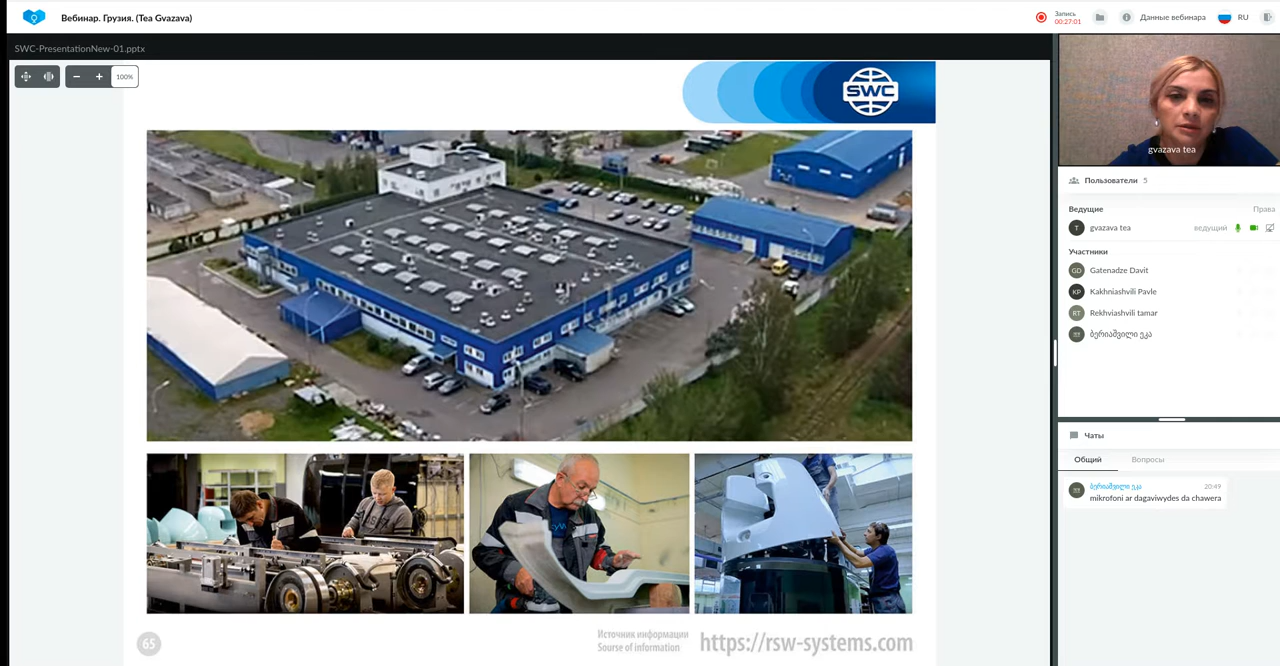 Вебинар. Грузия. (Tea Gvazava)
Запись
00:27:01
Данные вебинара
RU
SWC-PresentationNew-01.pptx
100%
SWC
gvazava tea
Пользователи 5
Ведущие
Права
T
gvazava tea
ведущий
Участники
GD
Gatenadze Davit
KP
Kakhniashvili Pavle
RT
Rekhviashvili tamar
ბერიაშვილი ეკა
Чаты
Общий
Вопросы
ბერიაშვილი ეკა
20:49
mikrofoni ar dagaviwydes da chawera
65
Источник информации
Sourse of information
https://rsw-systems.com